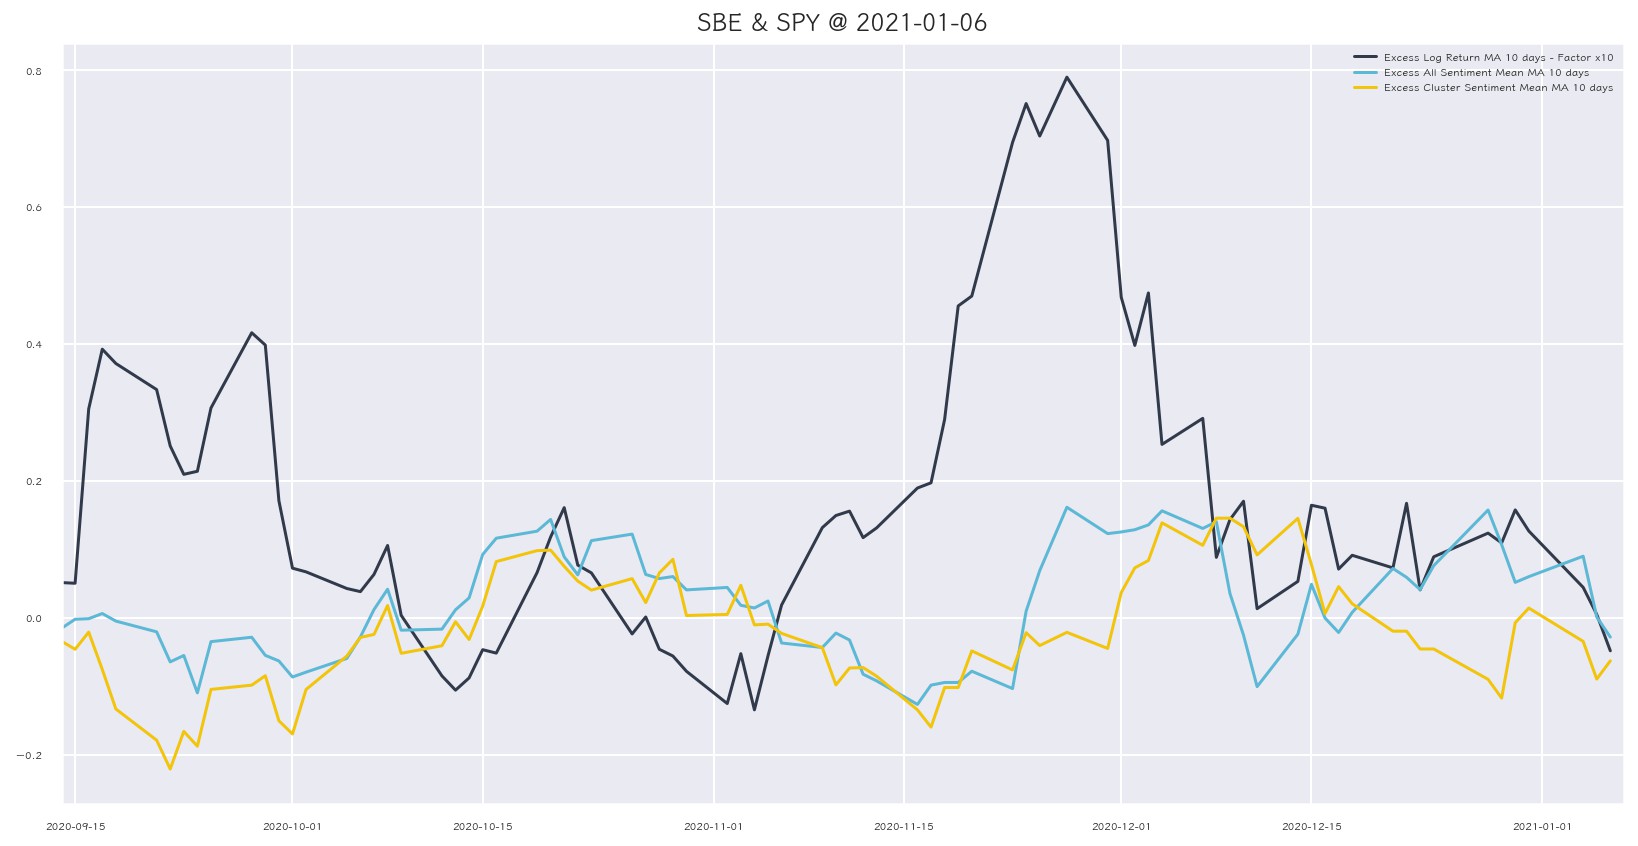 SBE & SPY @ 2021-01-06
Excess Log Return MA 10 days - Factor x10
Excess All Sentiment Mean MA 10 days
Excess Cluster Sentiment Mean MA 10 days
0.8
0.6
0.4
0.2
0.0
−0.2
2020-09-15 2020-10-01 2020-10-15 2020-11-01 2020-11-15 2020-12-01 2020-12-15 2021-01-01